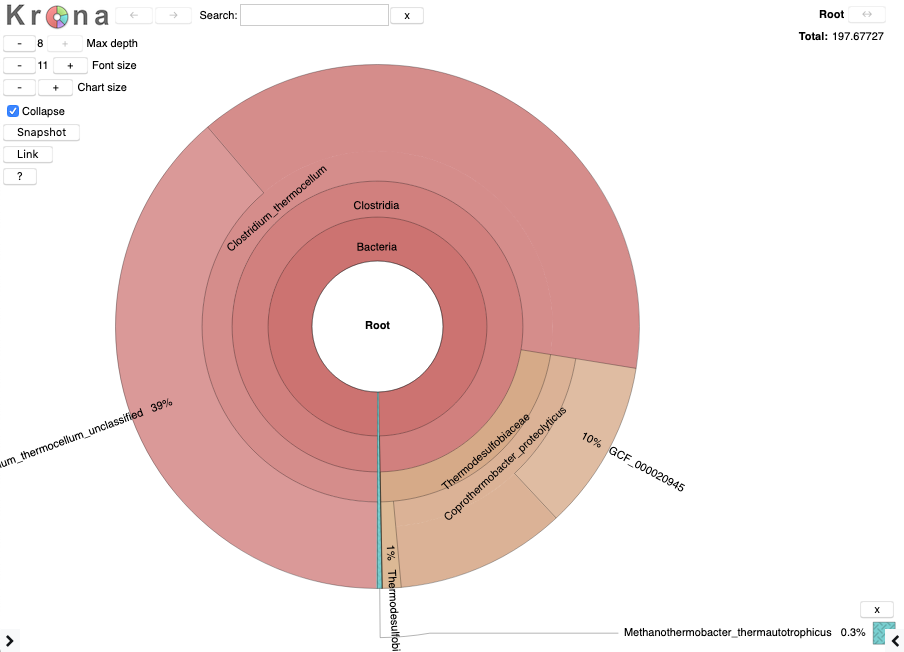 Krona
←
→
Search:
x
Root
↔
Total: 197.67727
- 8 + Max depth
- 11 + Font size
- + Chart size
Collapse
Snapshot
Link
?
Clostridium_thermocellum
Clostridia
Bacteria
Root
um_thermocellum_unclassified 39%
Thermodesulfobiaceae
Coprothermobacter_proteolyticus
10% GCF_000020945
1% Thermodesulfobi
x
Methanothermobacter_thermautotrophicus 0.3%